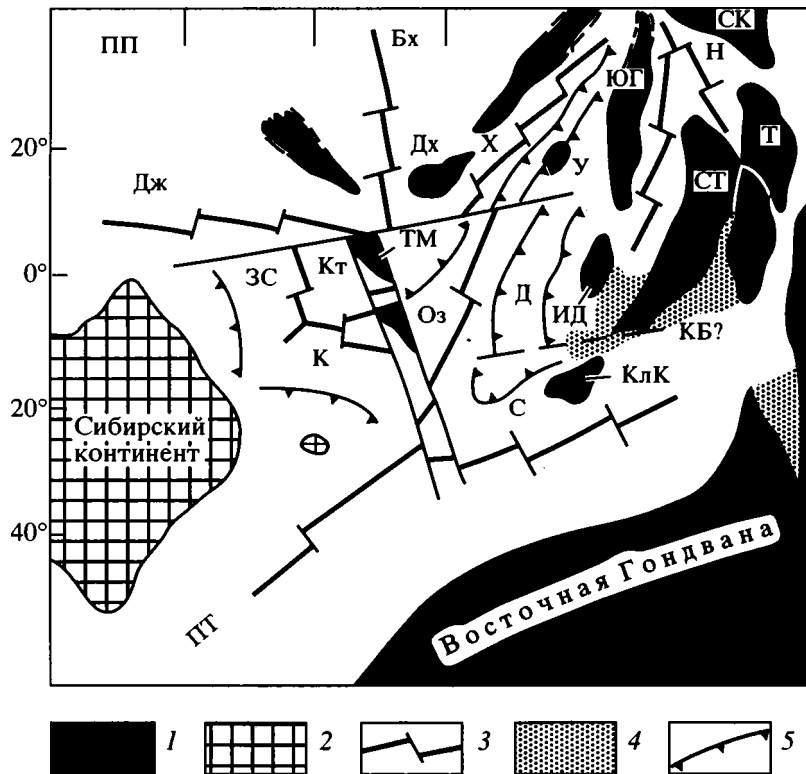 ПП
Бх
СК
Н
ЮГ
20°
Дх
Х
Т
Дж
У
СТ
ТМ
0°
ЗС
Кт
Д
ИД
Оз
КБ?
К
КлК
20°
С
Сибирский
континент
40°
Восточная Гондвана
ПТ
1
2
3
4
5